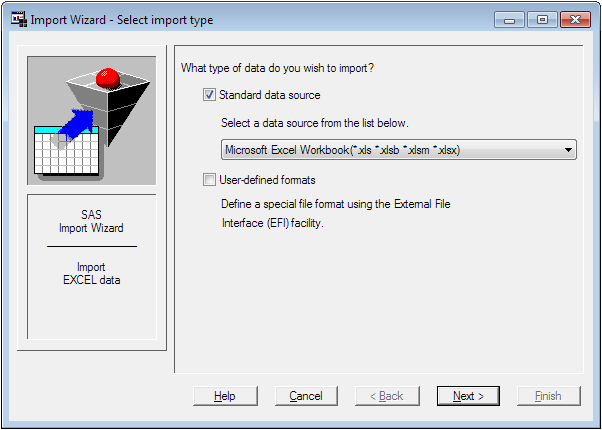 Import Wizard - Select import type
What type of data do you wish to import?
Standard data source
Select a data source from the list below.
Microsoft Excel Workbook(*.xls *.xlsb *.xlsm *.xlsx)
User-defined formats
Define a special file format using the External File
Interface (EFI) facility.
SAS
Import Wizard
Import
EXCEL data
Help
Cancel
< Back
Next >
Finish